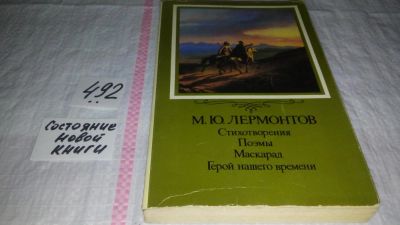 492
Состояние
новой
книги
М. Ю. ЛЕРМОНТОВ
Стихотворения
Поэмы
Маскарад
Герой нашего времени